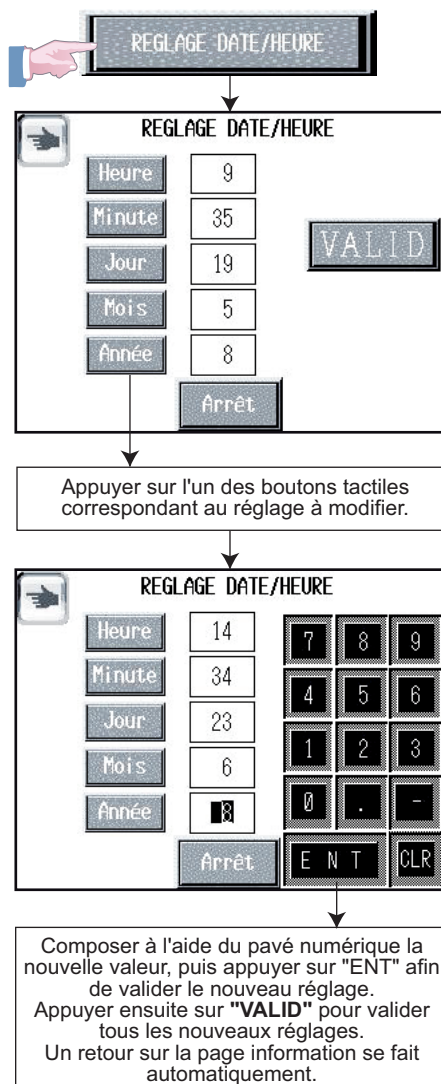 REGLAGE DATE/HEURE
REGLAGE DATE/HEURE
Heure 9
Minute 35
VALID
Jour 19
Mois 5
Année 8
Arrêt
Appuyer sur l'un des boutons tactiles
correspondant au réglage à modifier.
REGLAGE DATE/HEURE
Heure 14 7 8 9
Minute 34
4 5 6
Jour 23
1 2 3
Mois 6
Année 8 0 . -
Arrêt E N T CLR
Composer à l'aide du pavé numérique la
nouvelle valeur, puis appuyer sur "ENT" afin
de valider le nouveau réglage.
Appuyer ensuite sur "VALID" pour valider
tous les nouveaux réglages.
Un retour sur la page information se fait
automatiquement.